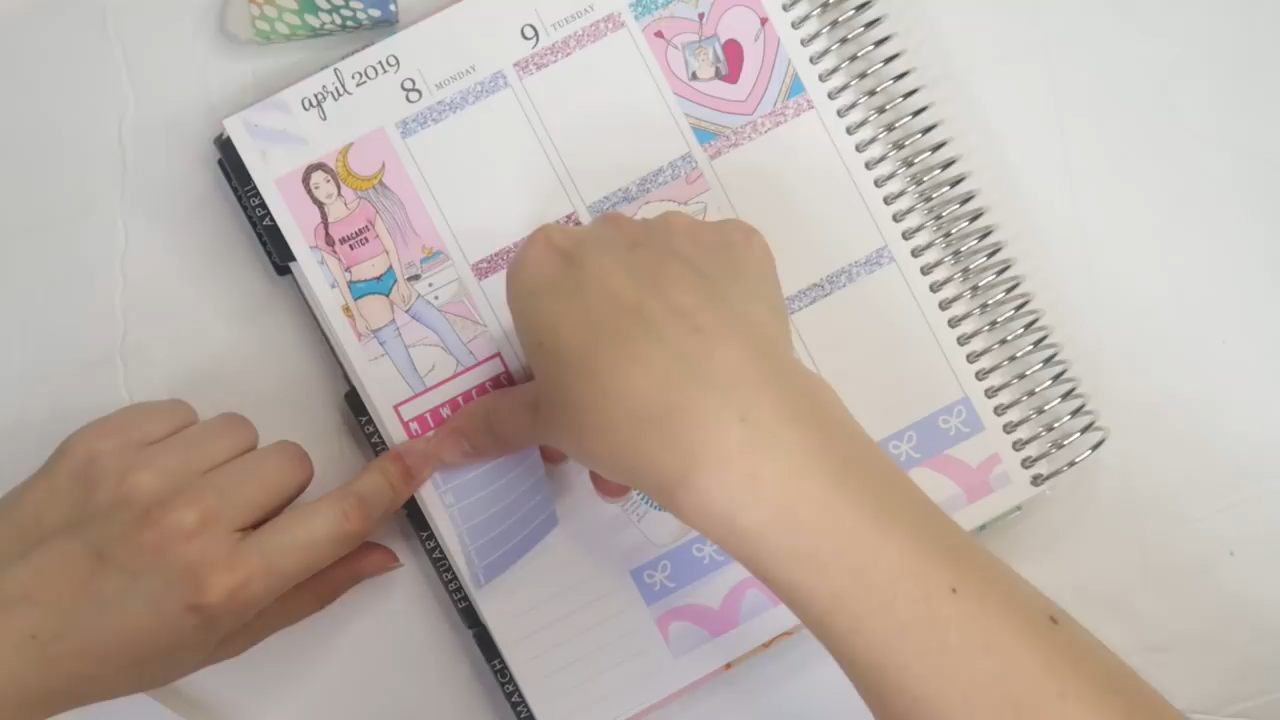 april 2019
8 MONDAY
9 TUESDAY
DRACARYS
BITCH
M T W T F S S
APRIL
FEBRUARY
MARCH